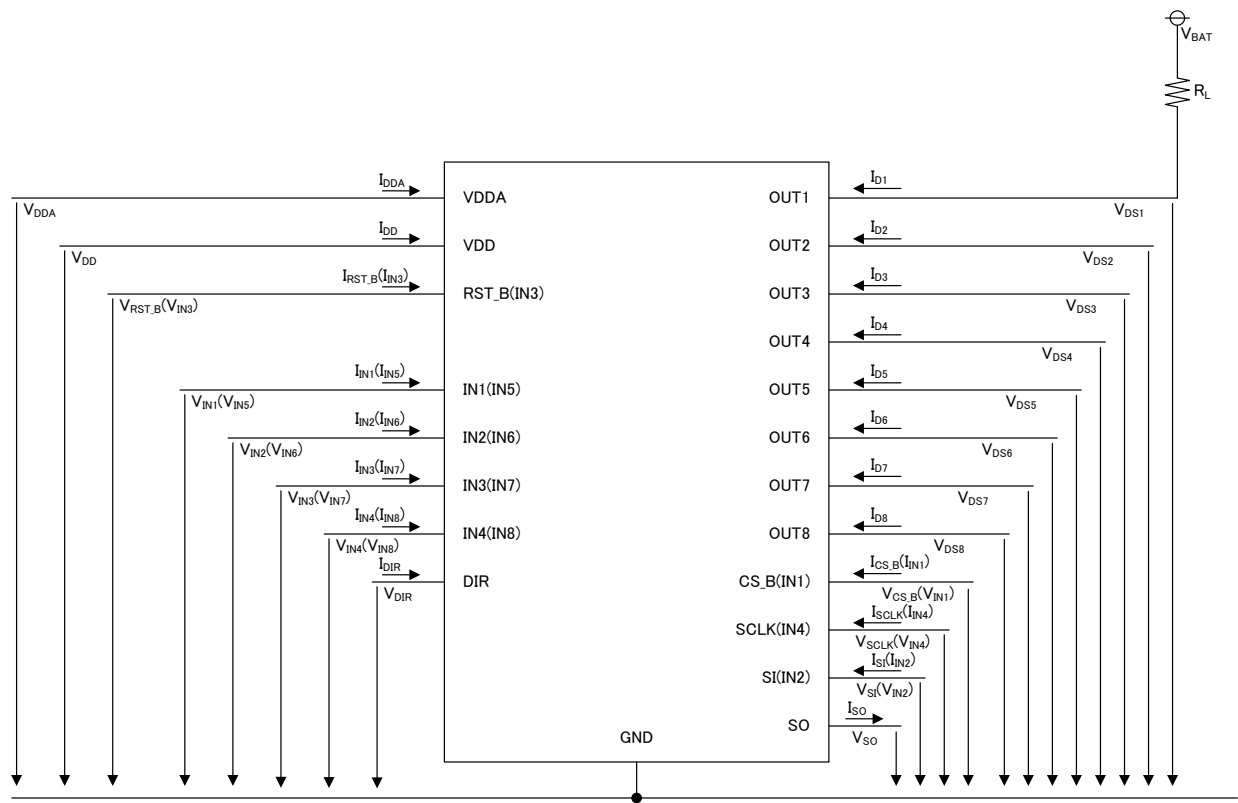 V_BAT
R_L
I_DDA
VDDA
V_DDA
I_DD
VDD
V_DD
I_RST_B(I_IN3)
RST_B(IN3)
V_RST_B(V_IN3)
I_IN1(I_IN5)
IN1(IN5)
V_IN1(V_IN5)
I_IN2(I_IN6)
IN2(IN6)
V_IN2(V_IN6)
I_IN3(I_IN7)
IN3(IN7)
V_IN3(V_IN7)
I_IN4(I_IN8)
IN4(IN8)
V_IN4(V_IN8)
I_DIR
DIR
V_DIR
GND
OUT1
I_D1
V_DS1
OUT2
I_D2
V_DS2
OUT3
I_D3
V_DS3
OUT4
I_D4
V_DS4
OUT5
I_D5
V_DS5
OUT6
I_D6
V_DS6
OUT7
I_D7
V_DS7
OUT8
I_D8
V_DS8
CS_B(IN1)
I_CS_B(I_IN1)
V_CS_B(V_IN1)
SCLK(IN4)
I_SCLK(I_IN4)
V_SCLK(V_IN4)
SI(IN2)
I_SI(I_IN2)
V_SI(V_IN2)
SO
I_SO
V_SO